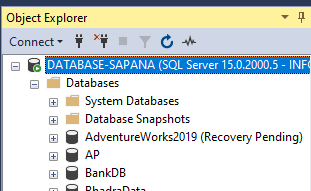 Object Explorer
Connect
DATABASE-SAPANA (SQL Server 15.0.2000.5 - INFO
Databases
System Databases
Database Snapshots
AdventureWorks2019 (Recovery Pending)
AP
BankDB
BhadraData